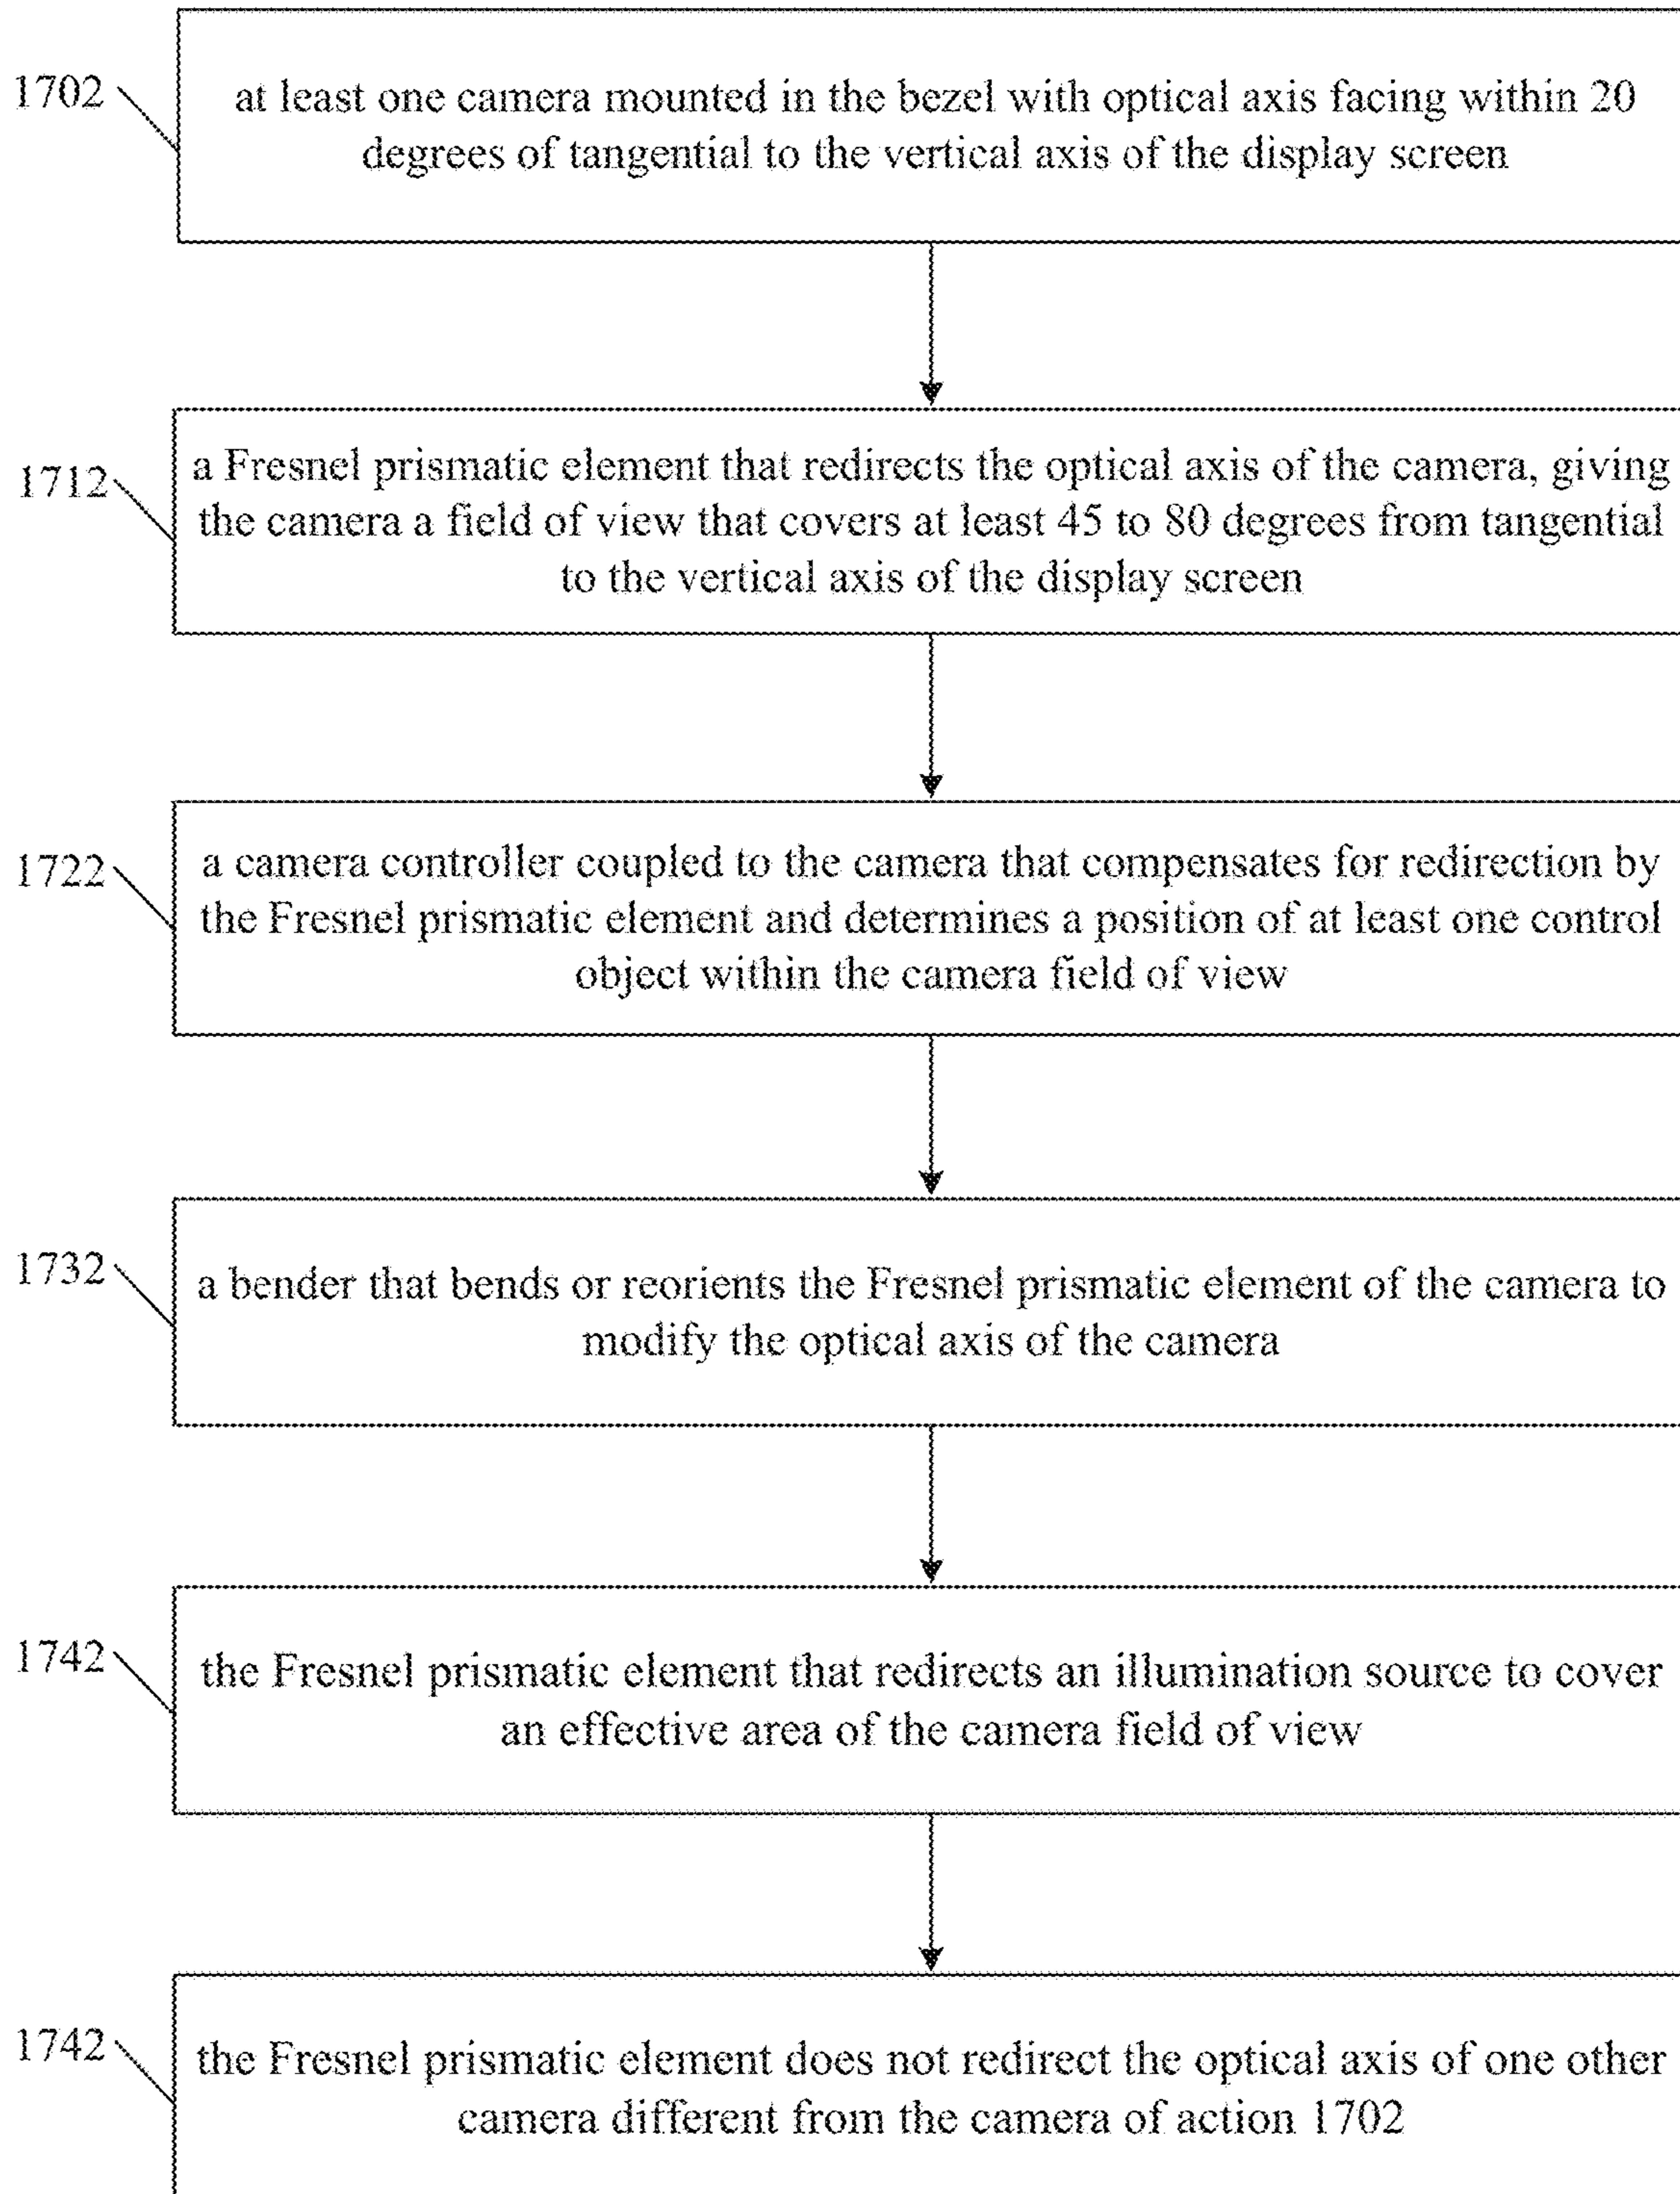 1702
at least one camera mounted in the bezel with optical axis facing within 20
degrees of tangential to the vertical axis of the display screen
1712
a Fresnel prismatic element that redirects the optical axis of the camera, giving
the camera a field of view that covers at least 45 to 80 degrees from tangential
to the vertical axis of the display screen
1722
a camera controller coupled to the camera that compensates for redirection by
the Fresnel prismatic element and determines a position of at least one control
object within the camera field of view
1732
a bender that bends or reorients the Fresnel prismatic element of the camera to
modify the optical axis of the camera
1742
the Fresnel prismatic element that redirects an illumination source to cover
an effective area of the camera field of view
1742
the Fresnel prismatic element does not redirect the optical axis of one other
camera different from the camera of action 1702